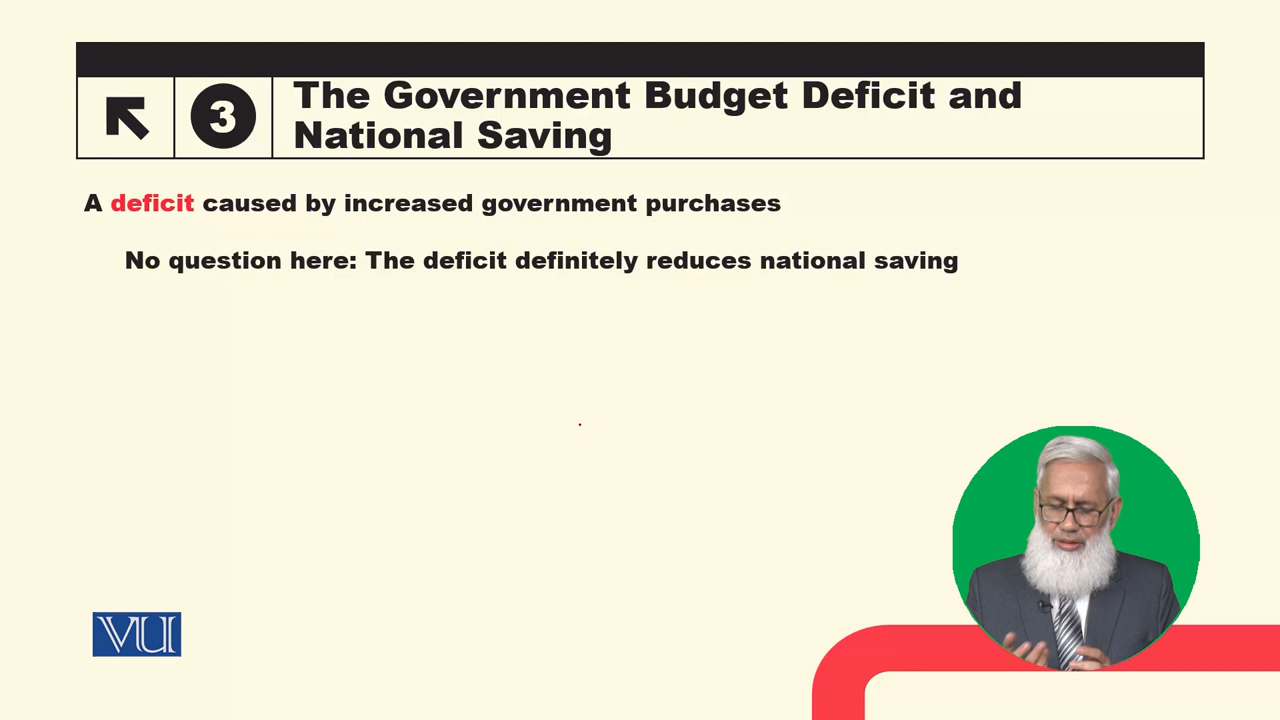 3
The Government Budget Deficit and
National Saving
A deficit caused by increased government purchases
No question here: The deficit definitely reduces national saving
VU